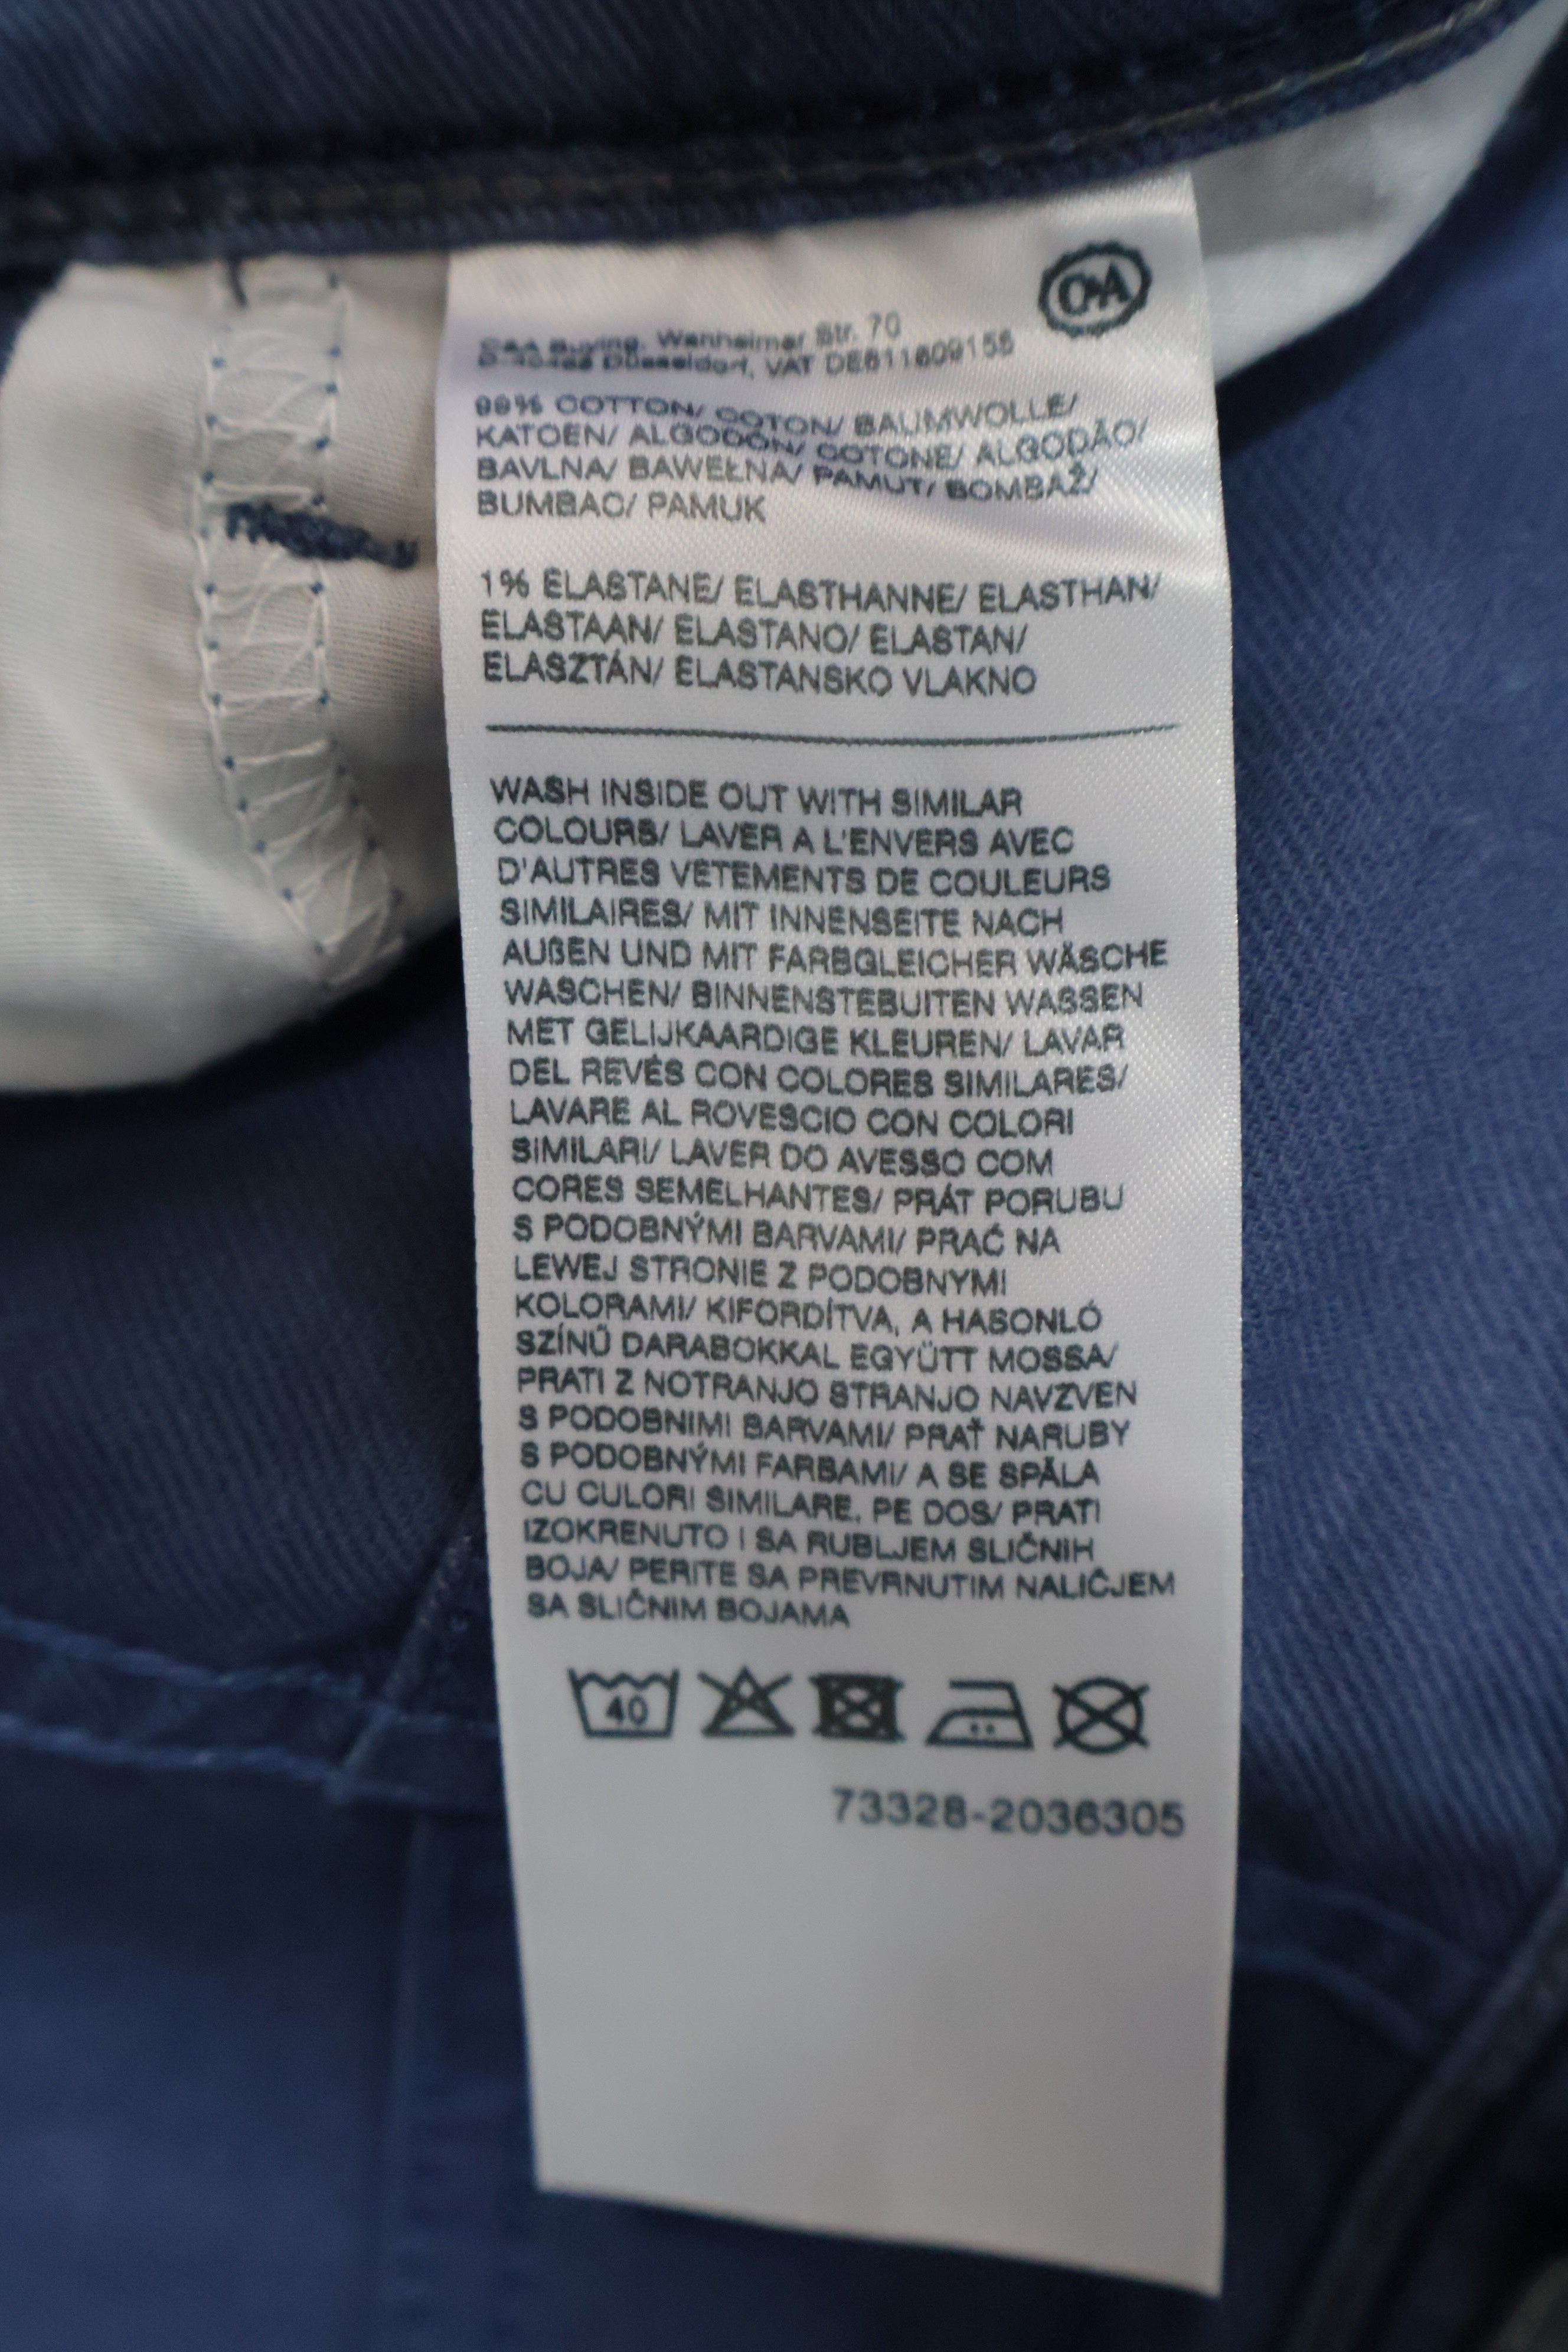 C&A
C&A Buying, Wanheimer Str. 70
D-40468 Düsseldorf, VAT DE811609155
99% COTTON/ COTON/ BAUMWOLLE/
KATOEN/ ALGODÓN/ COTONE/ ALGODÃO/
BAVLNA/ BAWEŁNA/ PAMUT/ BOMBAŽ/
BUMBAC/ PAMUK
1% ELASTANE/ ELASTHANNE/ ELASTHAN/
ELASTAAN/ ELASTANO/ ELASTAN/
ELASZTÁN/ ELASTANSKO VLAKNO
WASH INSIDE OUT WITH SIMILAR
COLOURS/ LAVER A L'ENVERS AVEC
D'AUTRES VETEMENTS DE COULEURS
SIMILAIRES/ MIT INNENSEITE NACH
AUßEN UND MIT FARBGLEICHER WÄSCHE
WASCHEN/ BINNENSTEBUITEN WASSEN
MET GELIJKAARDIGE KLEUREN/ LAVAR
DEL REVÉS CON COLORES SIMILARES/
LAVARE AL ROVESCIO CON COLORI
SIMILARI/ LAVER DO AVESSO COM
CORES SEMELHANTES/ PRÁT PORUBU
S PODOBNÝMI BARVAMI/ PRAĆ NA
LEWEJ STRONIE Z PODOBNYMI
KOLORAMI/ KIFORDÍTVA, A HASONLÓ
SZÍNŰ DARABOKKAL EGYÜTT MOSSA/
PRATI Z NOTRANJO STRANJO NAVZVEN
S PODOBNIMI BARVAMI/ PRAŤ NARUBY
S PODOBNÝMI FARBAMI/ A SE SPĂLA
CU CULORI SIMILARE, PE DOS/ PRATI
IZOKRENUTO I SA RUBLJEM SLIČNIH
BOJA/ PERITE SA PREVRNUTIM NALIČJEM
SA SLIČNIM BOJAMA
40
73328-2036305